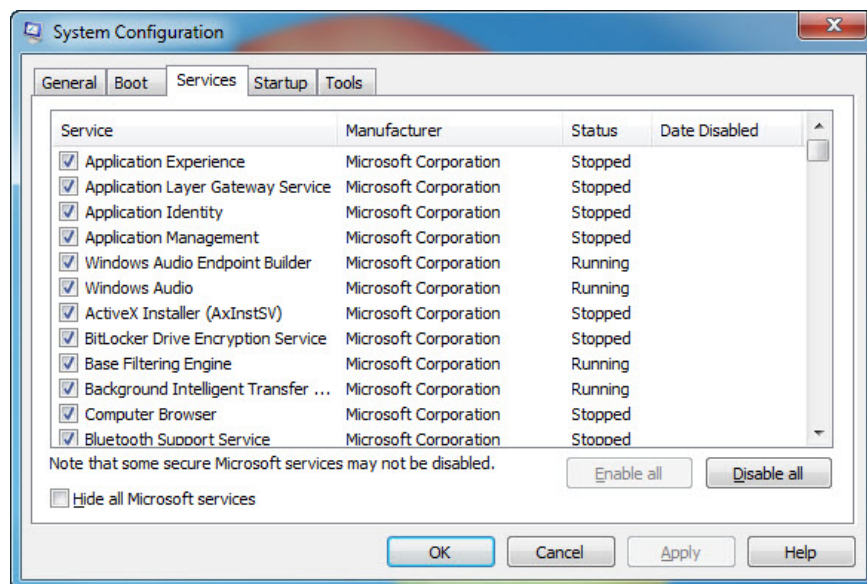 System Configuration
General Boot Services Startup Tools
Service Manufacturer Status Date Disabled
Application Experience Microsoft Corporation Stopped
Application Layer Gateway Service Microsoft Corporation Stopped
Application Identity Microsoft Corporation Stopped
Application Management Microsoft Corporation Stopped
Windows Audio Endpoint Builder Microsoft Corporation Running
Windows Audio Microsoft Corporation Running
ActiveX Installer (AxInstSV) Microsoft Corporation Stopped
BitLocker Drive Encryption Service Microsoft Corporation Stopped
Base Filtering Engine Microsoft Corporation Running
Background Intelligent Transfer ... Microsoft Corporation Running
Computer Browser Microsoft Corporation Stopped
Bluetooth Support Service Microsoft Corporation Stopped
Note that some secure Microsoft services may not be disabled.
Enable all Disable all
Hide all Microsoft services
OK Cancel Apply Help